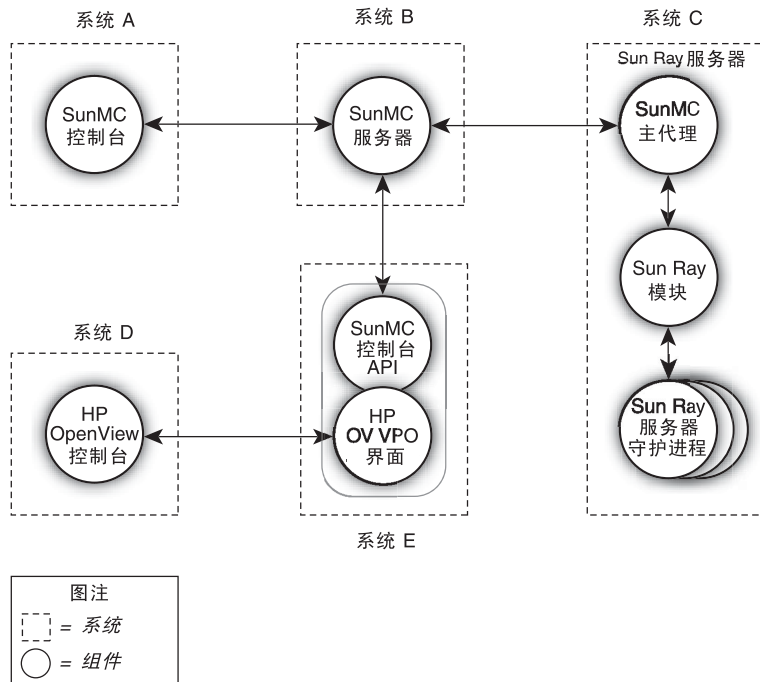 系统 A
系统 B
系统 C
SunMC
控制台
SunMC
服务器
Sun Ray 服务器
SunMC
主代理
Sun Ray
模块
Sun Ray
服务器
守护进程
SunMC
控制台
API
HP
OV VPO
界面
系统 E
系统 D
HP
OpenView
控制台
图注
= 系统
= 组件